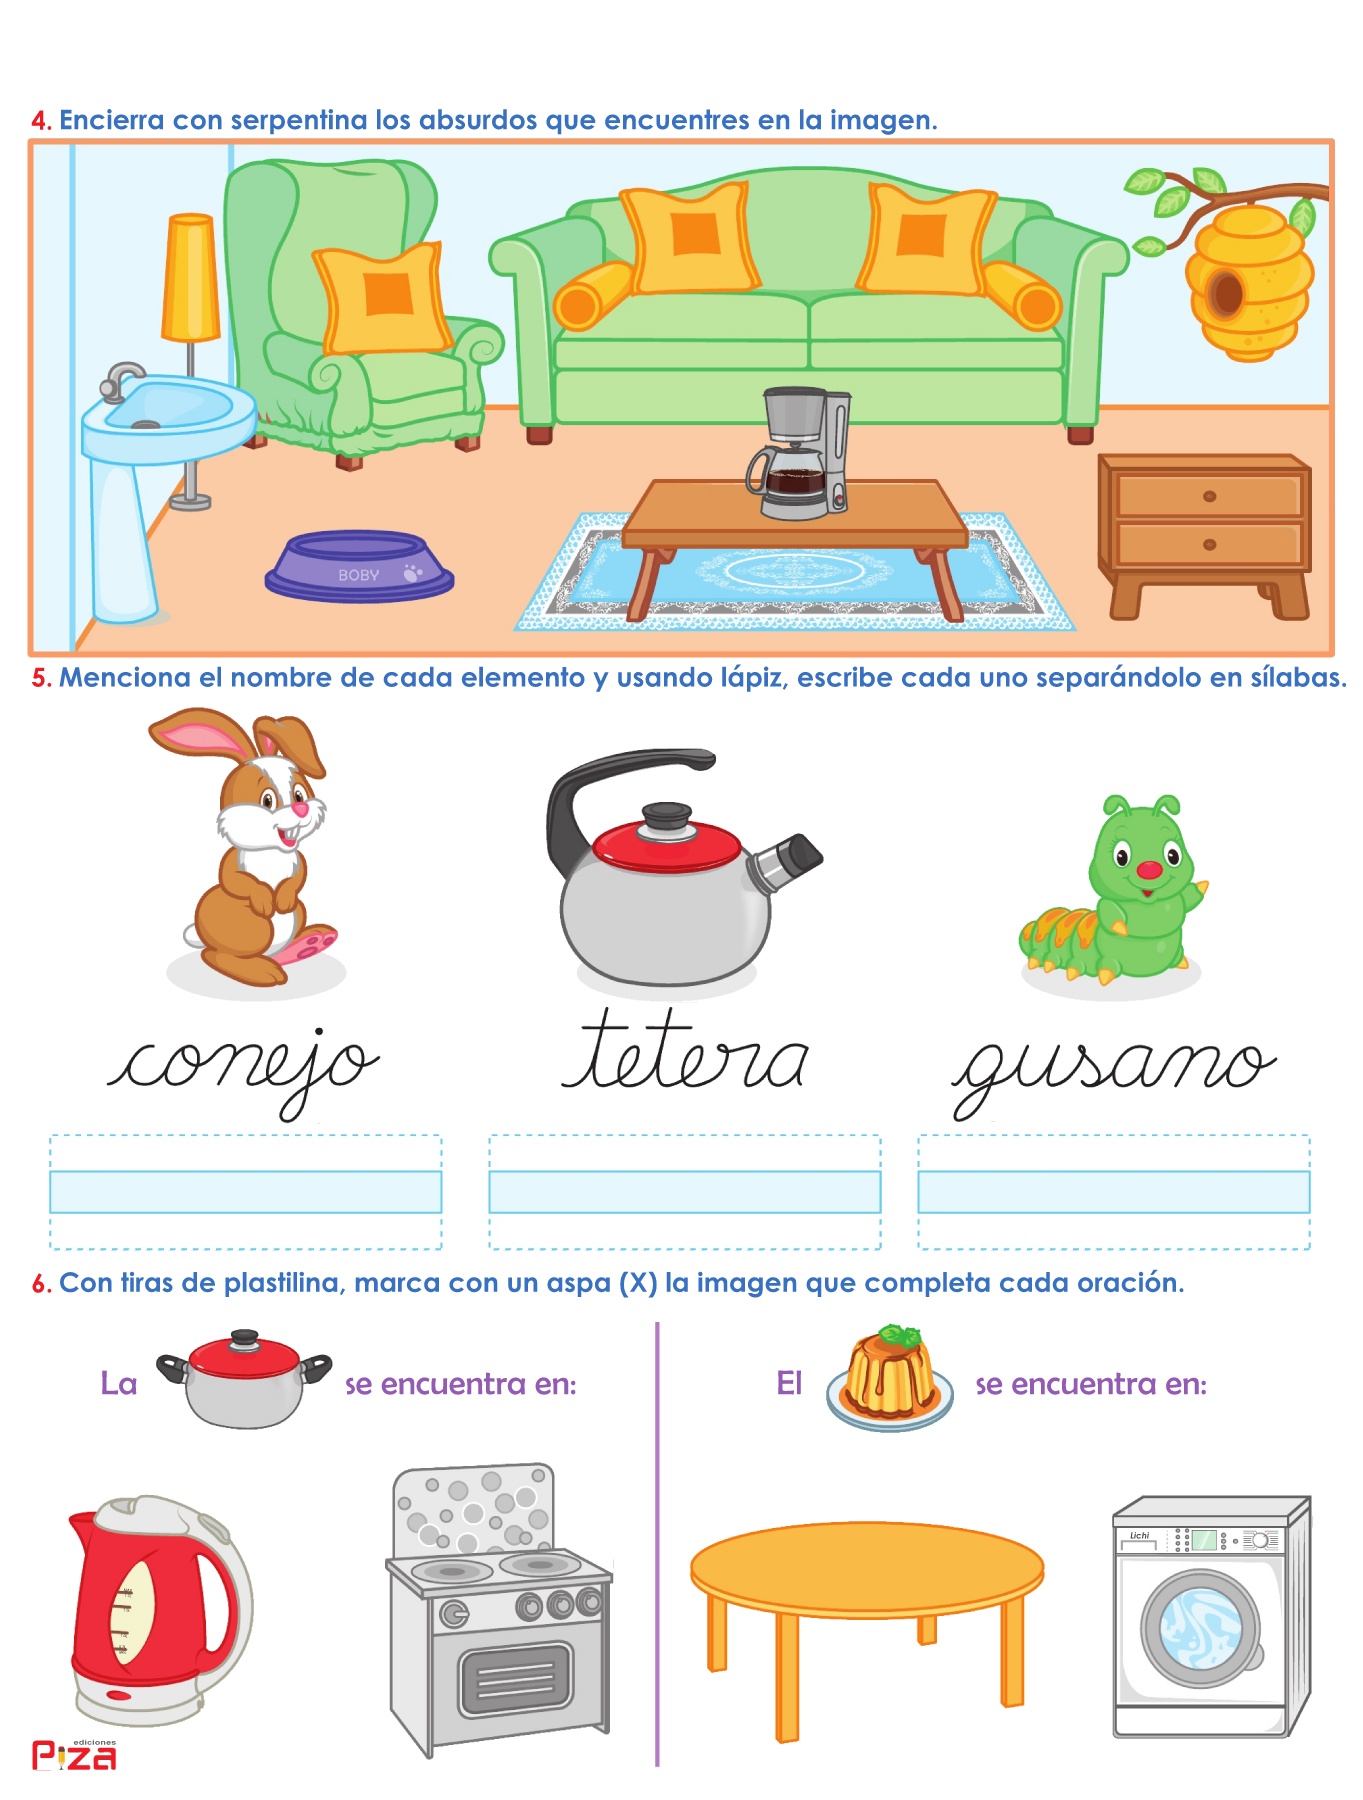 4. Encierra con serpentina los absurdos que encuentres en la imagen.
BOBY
5. Menciona el nombre de cada elemento y usando lápiz, escribe cada uno separándolo en sílabas.
conejo tetera gusano
6. Con tiras de plastilina, marca con un aspa (X) la imagen que completa cada oración.
La se encuentra en:
El se encuentra en:
Lichi
ediciones
Piza